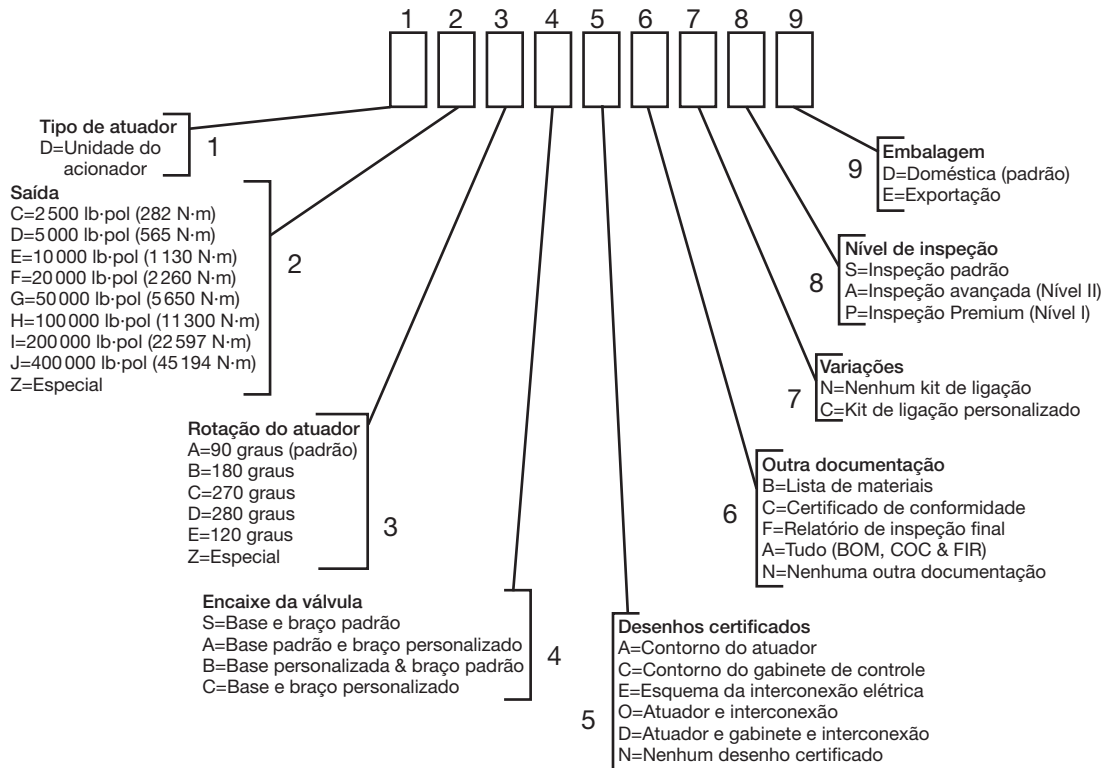 1 2 3 4 5 6 7 8 9
Tipo de atuador
D=Unidade do
acionador
1
Saída
C=2 500 lb·pol (282 N·m)
D=5 000 lb·pol (565 N·m)
E=10 000 lb·pol (1 130 N·m)
F=20 000 lb·pol (2 260 N·m)
G=50 000 lb·pol (5 650 N·m)
H=100 000 lb·pol (11 300 N·m)
I=200 000 lb·pol (22 597 N·m)
J=400 000 lb·pol (45 194 N·m)
Z=Especial
2
Rotação do atuador
A=90 graus (padrão)
B=180 graus
C=270 graus
D=280 graus
E=120 graus
Z=Especial
3
Encaixe da válvula
S=Base e braço padrão
A=Base padrão e braço personalizado
B=Base personalizada & braço padrão
C=Base e braço personalizado
4
Desenhos certificados
A=Contorno do atuador
C=Contorno do gabinete de controle
E=Esquema da interconexão elétrica
O=Atuador e interconexão
D=Atuador e gabinete e interconexão
N=Nenhum desenho certificado
5
Outra documentação
B=Lista de materiais
C=Certificado de conformidade
F=Relatório de inspeção final
A=Tudo (BOM, COC & FIR)
N=Nenhuma outra documentação
6
Variações
N=Nenhum kit de ligação
C=Kit de ligação personalizado
7
Nível de inspeção
S=Inspeção padrão
A=Inspeção avançada (Nível II)
P=Inspeção Premium (Nível I)
8
Embalagem
D=Doméstica (padrão)
E=Exportação
9